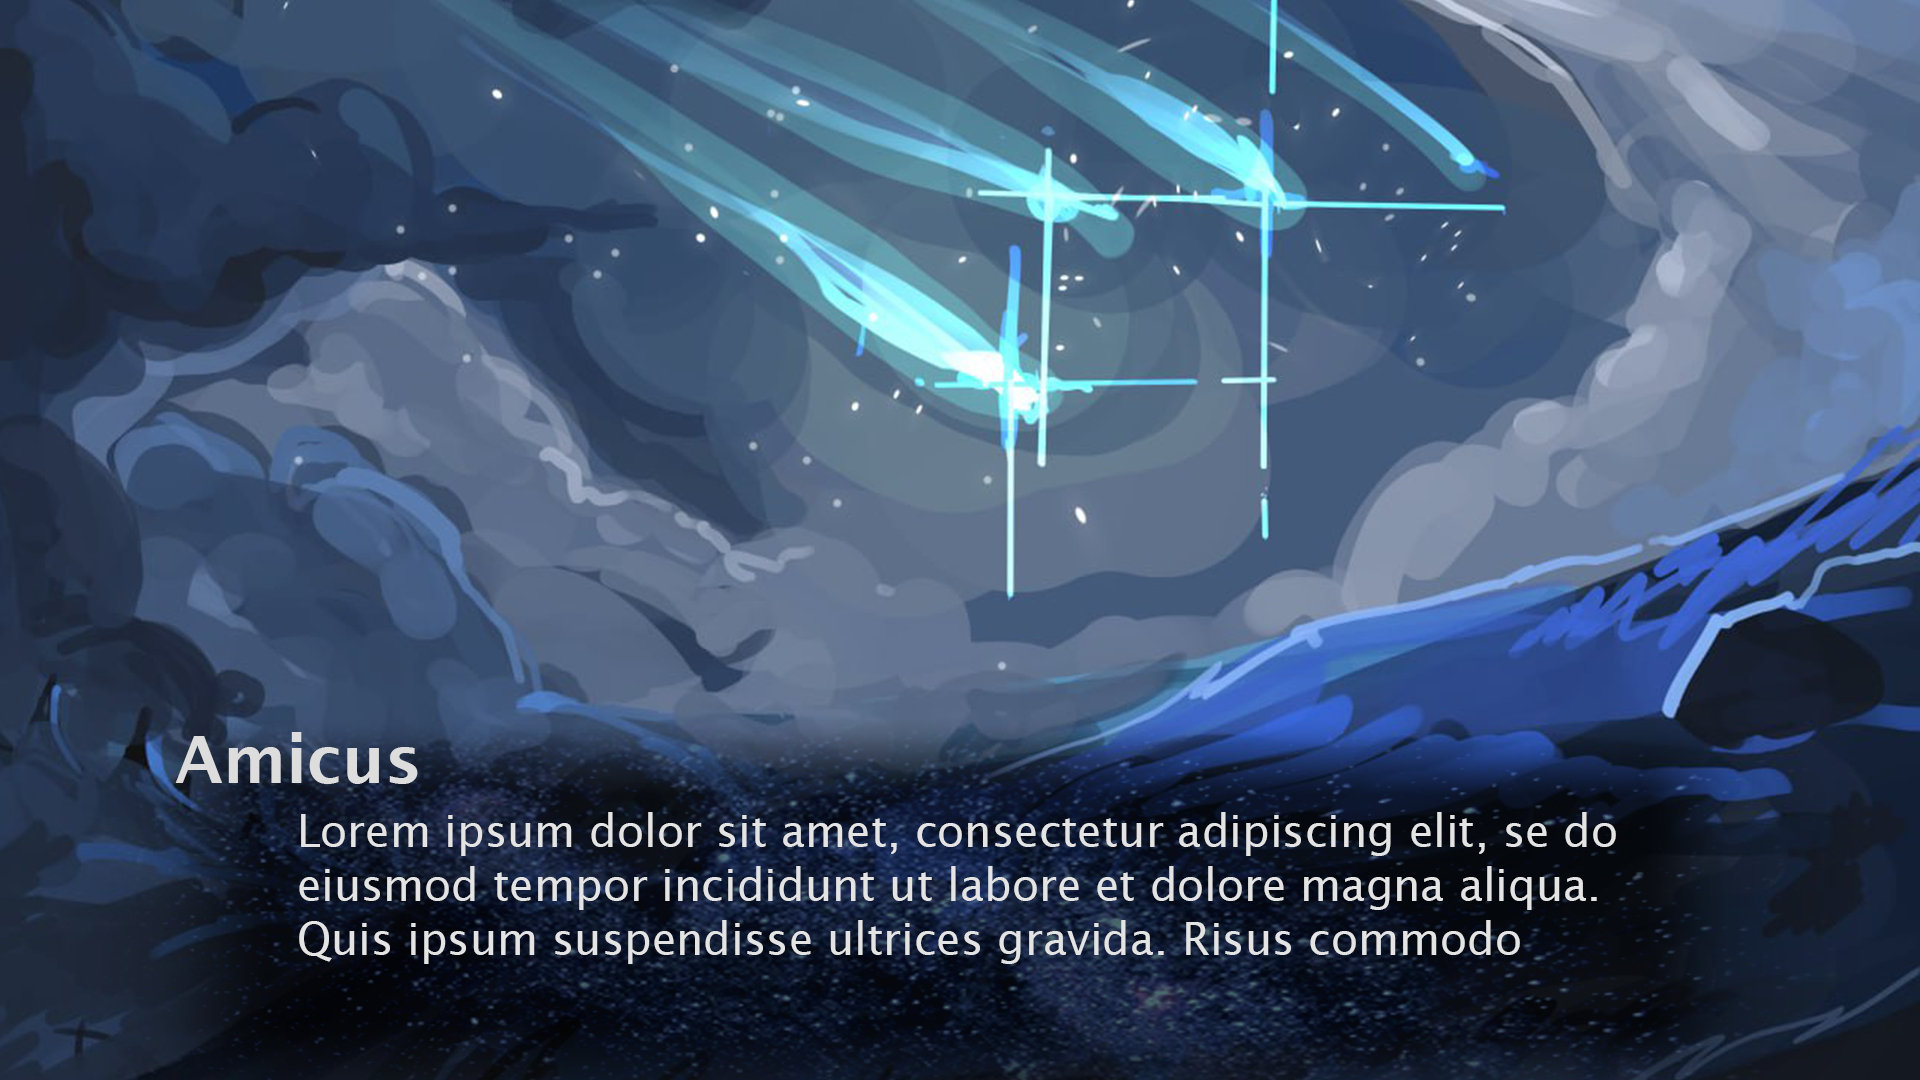 Amicus
Lorem ipsum dolor sit amet, consectetur adipiscing elit, se do
eiusmod tempor incididunt ut labore et dolore magna aliqua.
Quis ipsum suspendisse ultrices gravida. Risus commodo